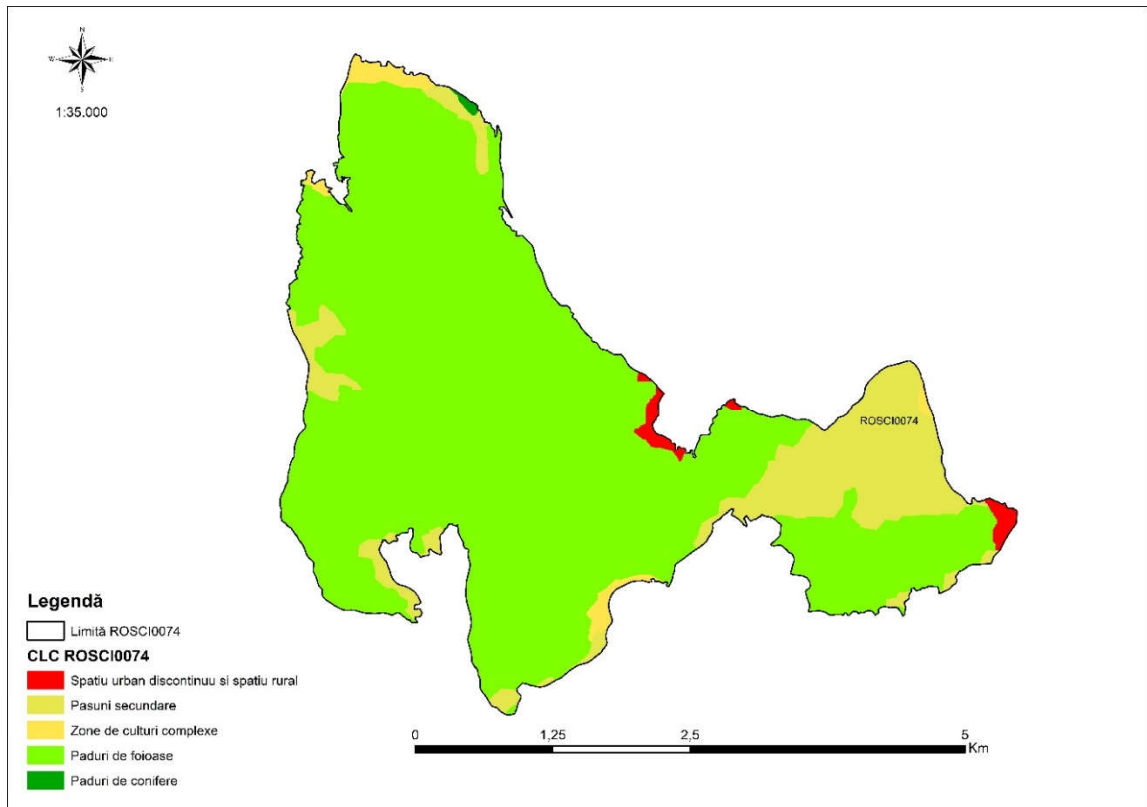 N
W
E
S
1:35.000
ROSCI0074
Legendă
Limită ROSCI0074
CLC ROSCI0074
Spatiu urban discontinuu si spatiu rural
Pasuni secundare
Zone de culturi complexe
Paduri de foioase
Paduri de conifere
0 1,25 2,5 5
Km